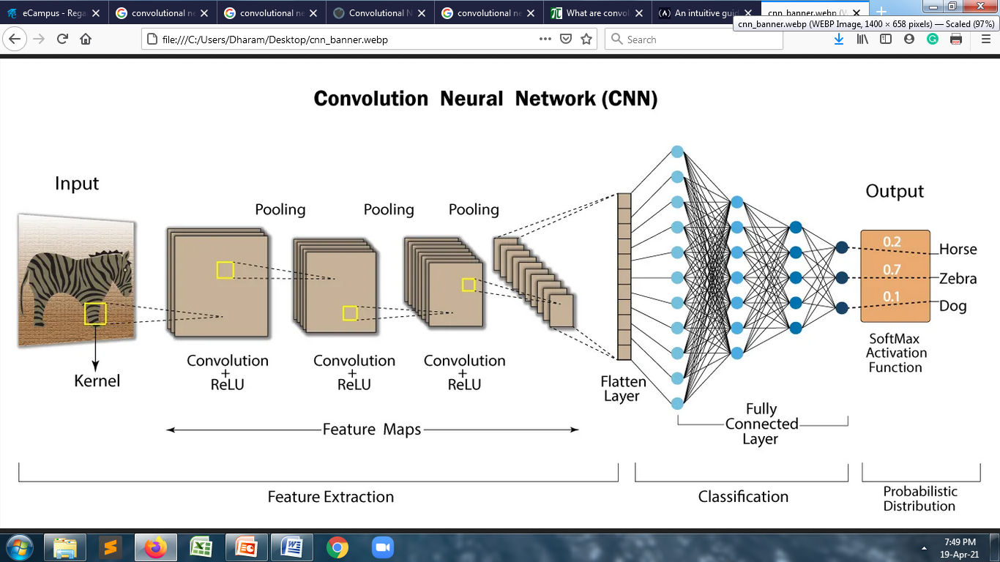 eCampus - Rega
convolutional ne
convolutional ne
Convolutional N
convolutional ne
What are convol
An intuitive guid
cnn_banner.webp (W
cnn_banner.webp (WEBP Image, 1400 × 658 pixels) — Scaled (97%)
file:///C:/Users/Dharam/Desktop/cnn_banner.webp
Search
Convolution Neural Network (CNN)
Input
Pooling
Pooling
Pooling
Output
0.2
Horse
0.7
Zebra
0.1
Dog
SoftMax
Activation
Function
Kernel
Convolution
+
ReLU
Convolution
+
ReLU
Convolution
+
ReLU
Flatten
Layer
Fully
Connected
Layer
Feature Maps
Feature Extraction
Classification
Probabilistic
Distribution
7:49 PM
19-Apr-21